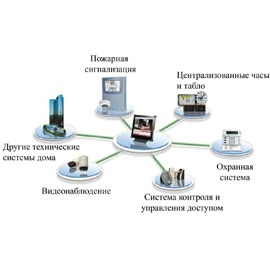 Пожарная
сигнализация
Централизованные часы
и табло
Другие технические
системы дома
Охранная
система
Видеонаблюдение
Система контроля и
управления доступом